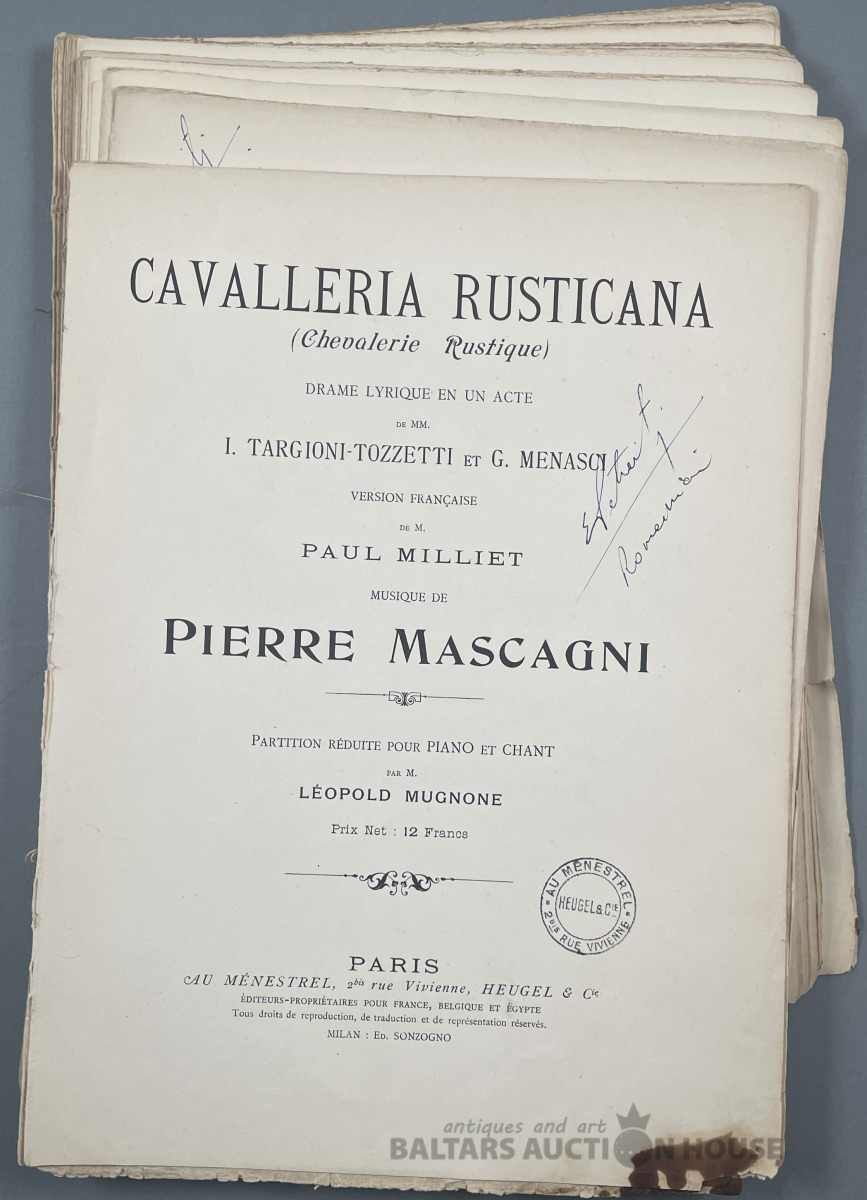 CAVALLERIA RUSTICANA
(Chevalerie Rustique)
DRAME LYRIQUE EN UN ACTE
DE MM.
I. TARGIONI-TOZZETTI ET G. MENASCI
VERSION FRANÇAISE
DE M.
PAUL MILLIET
MUSIQUE DE
PIERRE MASCAGNI
PARTITION RÉDUITE POUR PIANO ET CHANT
PAR M.
LÉOPOLD MUGNONE
Prix Net : 12 Francs
AU MÉNESTREL
HEUGEL & CIE
2bis RUE VIVIENNE
PARIS
AU MÉNESTREL, 2bis rue Vivienne, HEUGEL & Cie
ÉDITEURS-PROPRIÉTAIRES POUR FRANCE, BELGIQUE ET ÉGYPTE
Tous droits de reproduction, de traduction et de représentation réservés.
MILAN : ED. SONZOGNO
antiques and art
BALTARS AUCTION HOUSE